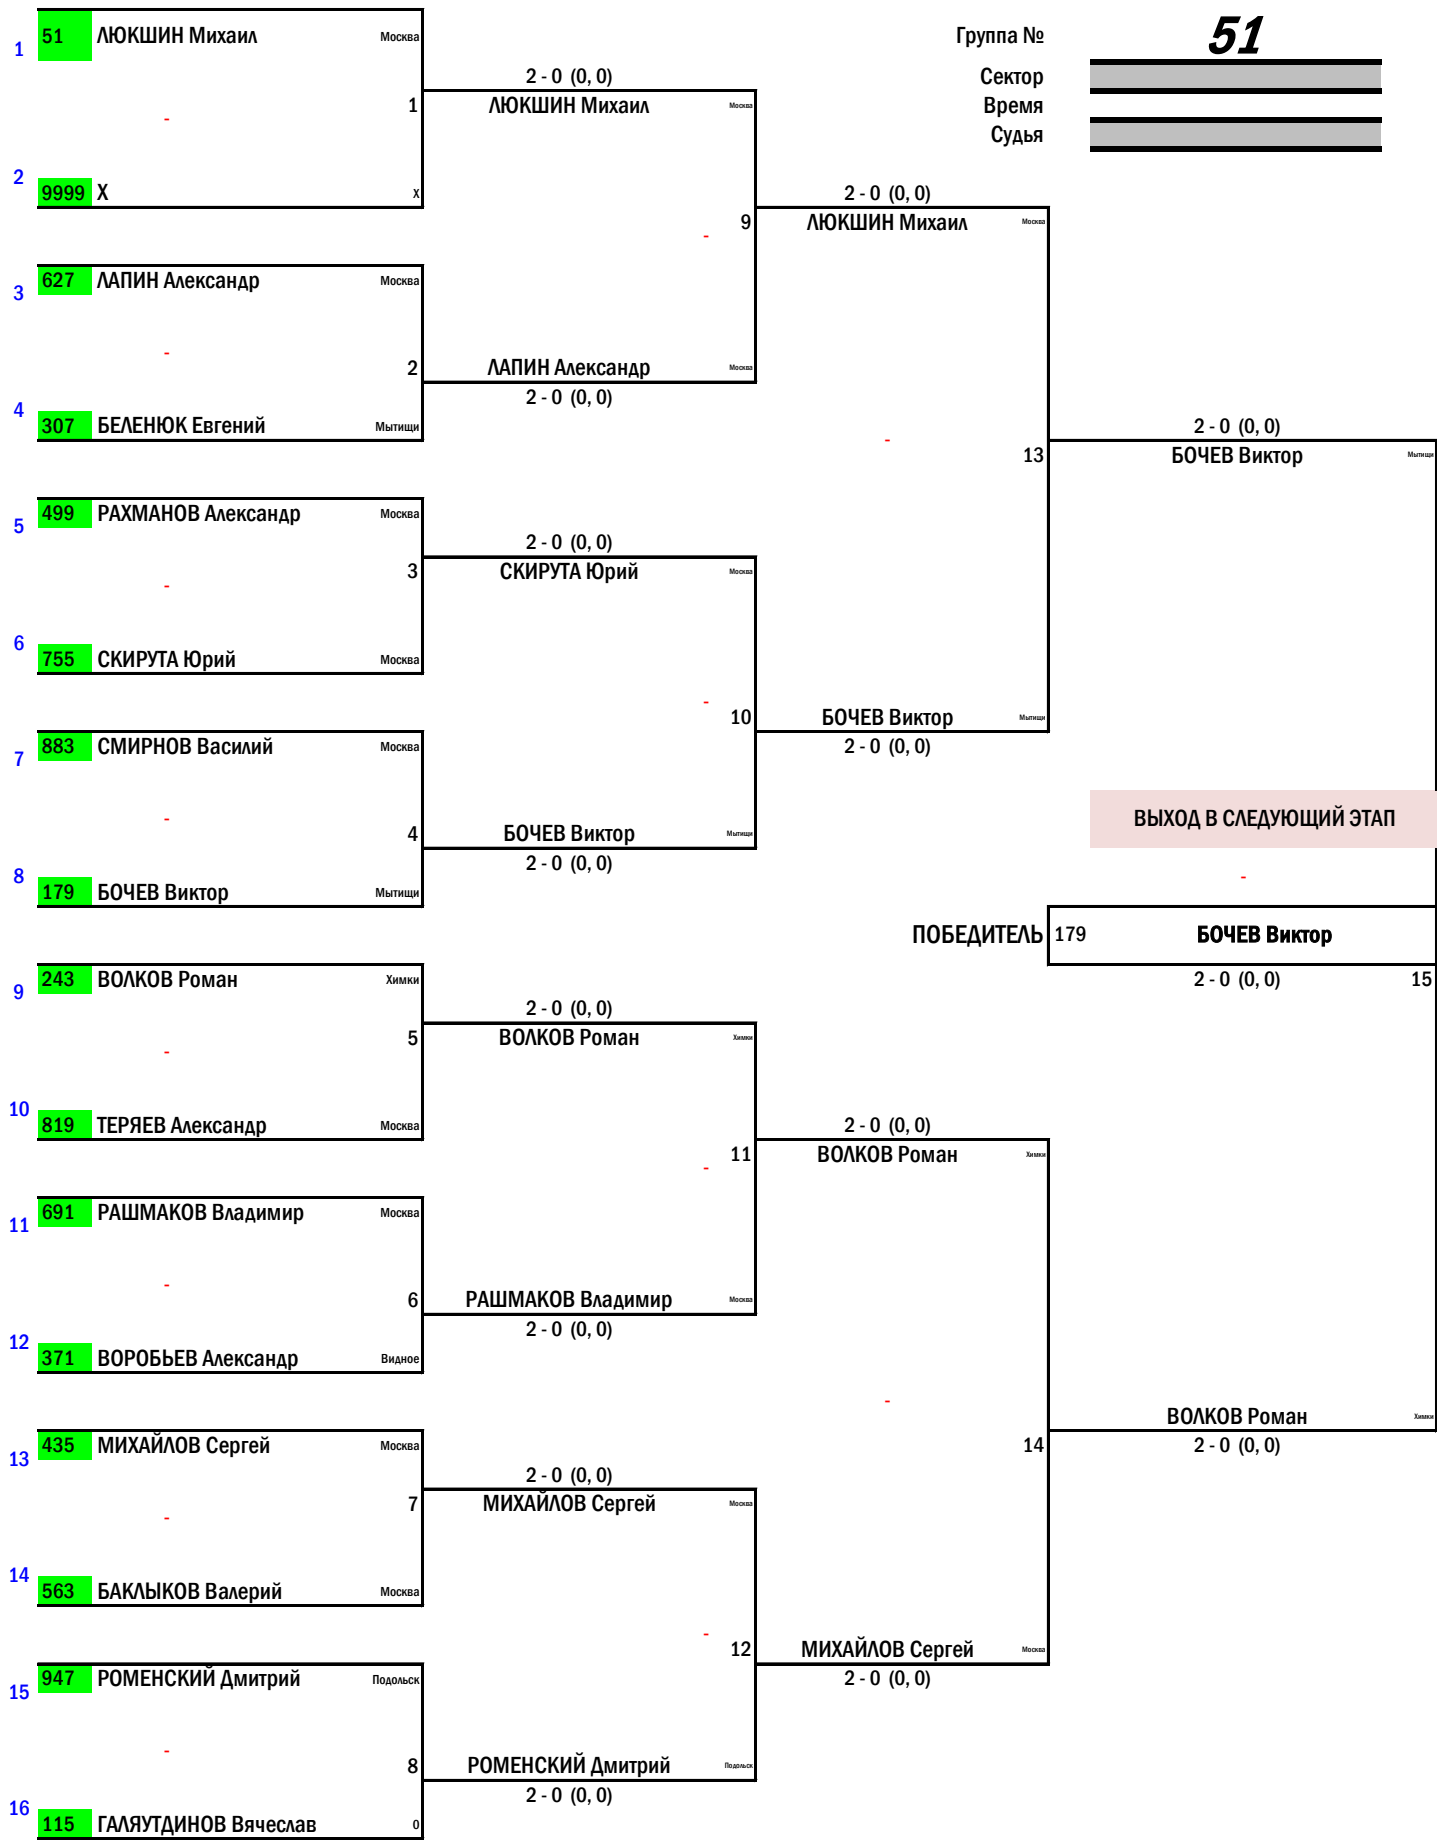 51 ЛЮКШИН Михаил Москва
Группа № 51
1
Сектор
2 - 0 (0, 0)
1 ЛЮКШИН Михаил Москва
Время
-
Судья
2
9999 X X
2 - 0 (0, 0)
- 9 ЛЮКШИН Михаил Москва
627 ЛАПИН Александр Москва
3
-
2 ЛАПИН Александр Москва
2 - 0 (0, 0)
4
307 БЕЛЕНЮК Евгений Мытищи
2 - 0 (0, 0)
-
13 БОЧЕВ Виктор Мытищи
499 РАХМАНОВ Александр Москва
5
2 - 0 (0, 0)
3 СКИРУТА Юрий Москва
-
6
755 СКИРУТА Юрий Москва
-
10 БОЧЕВ Виктор Мытищи
883 СМИРНОВ Василий Москва
2 - 0 (0, 0)
7
-
ВЫХОД В СЛЕДУЮЩИЙ ЭТАП
4 БОЧЕВ Виктор Мытищи
2 - 0 (0, 0)
8
-
179 БОЧЕВ Виктор Мытищи
ПОБЕДИТЕЛЬ 179 БОЧЕВ Виктор
243 ВОЛКОВ Роман Химки
2 - 0 (0, 0) 15
9
2 - 0 (0, 0)
5 ВОЛКОВ Роман Химки
-
10
819 ТЕРЯЕВ Александр Москва
2 - 0 (0, 0)
- 11 ВОЛКОВ Роман Химки
691 РАШМАКОВ Владимир Москва
11
-
6 РАШМАКОВ Владимир Москва
2 - 0 (0, 0)
12
371 ВОРОБЬЕВ Александр Видное
-
ВОЛКОВ Роман Химки
435 МИХАЙЛОВ Сергей Москва
14 2 - 0 (0, 0)
13
2 - 0 (0, 0)
7 МИХАЙЛОВ Сергей Москва
-
14
563 БАКЛЫКОВ Валерий Москва
-
12 МИХАЙЛОВ Сергей Москва
947 РОМЕНСКИЙ Дмитрий Подольск
2 - 0 (0, 0)
15
-
8 РОМЕНСКИЙ Дмитрий Подольск
2 - 0 (0, 0)
16
115 ГАЛЯУТДИНОВ Вячеслав 0